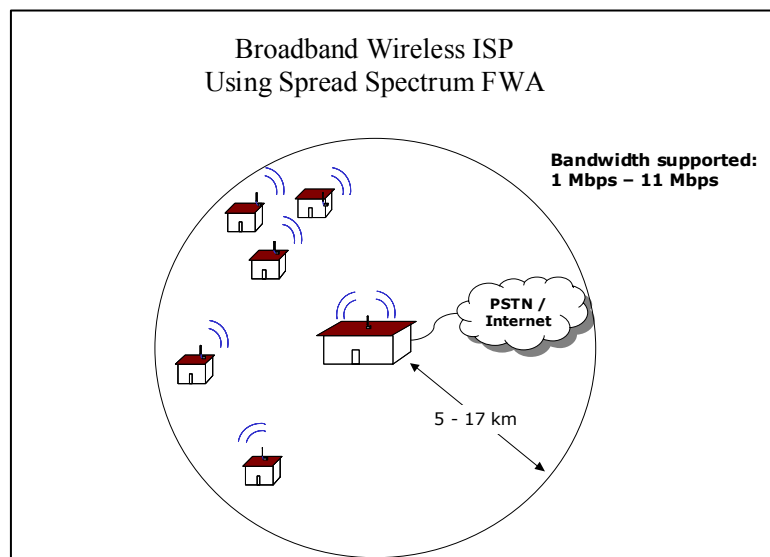 Broadband Wireless ISP
Using Spread Spectrum FWA
Bandwidth supported:
1 Mbps – 11 Mbps
PSTN /
Internet
5 - 17 km